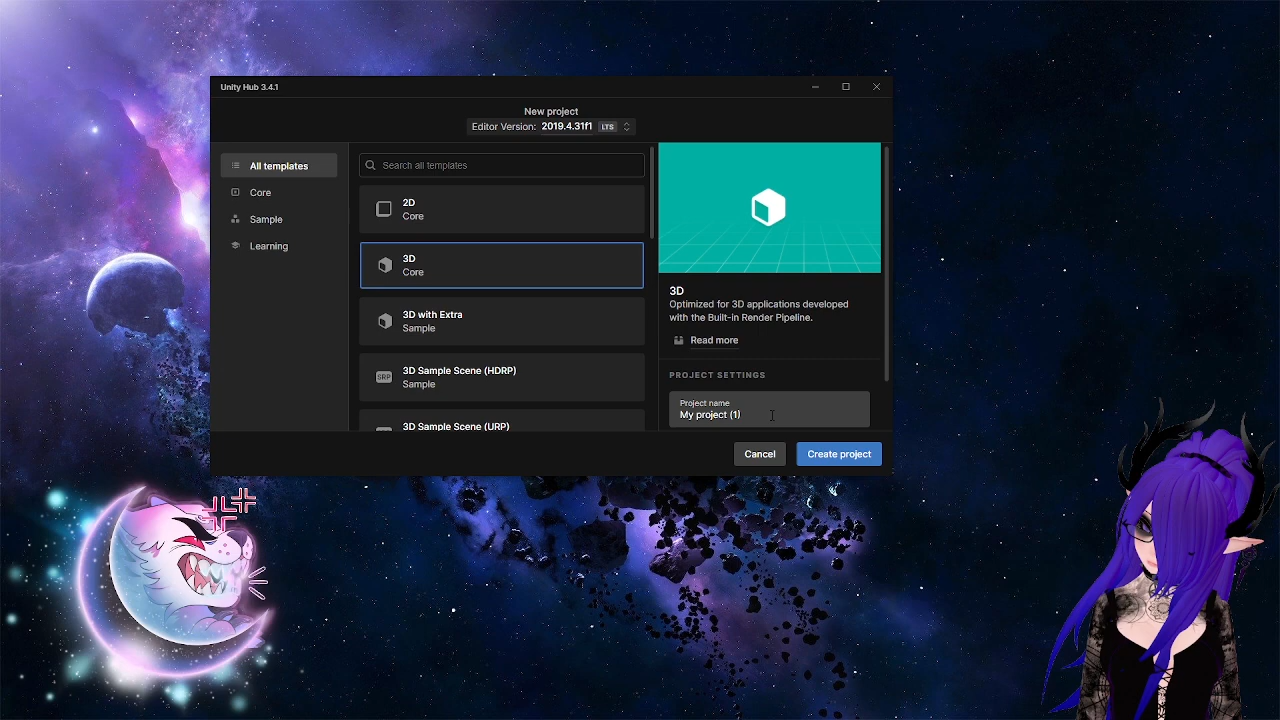 Unity Hub 3.4.1
New project
Editor Version: 2019.4.31f1 LTS
All templates
Core
Sample
Learning
Search all templates
2D
Core
3D
Core
3D with Extra
Sample
3D Sample Scene (HDRP)
Sample
3D Sample Scene (URP)
SRP
3D
Optimized for 3D applications developed
with the Built-in Render Pipeline.
Read more
PROJECT SETTINGS
Project name
My project (1)
Cancel
Create project